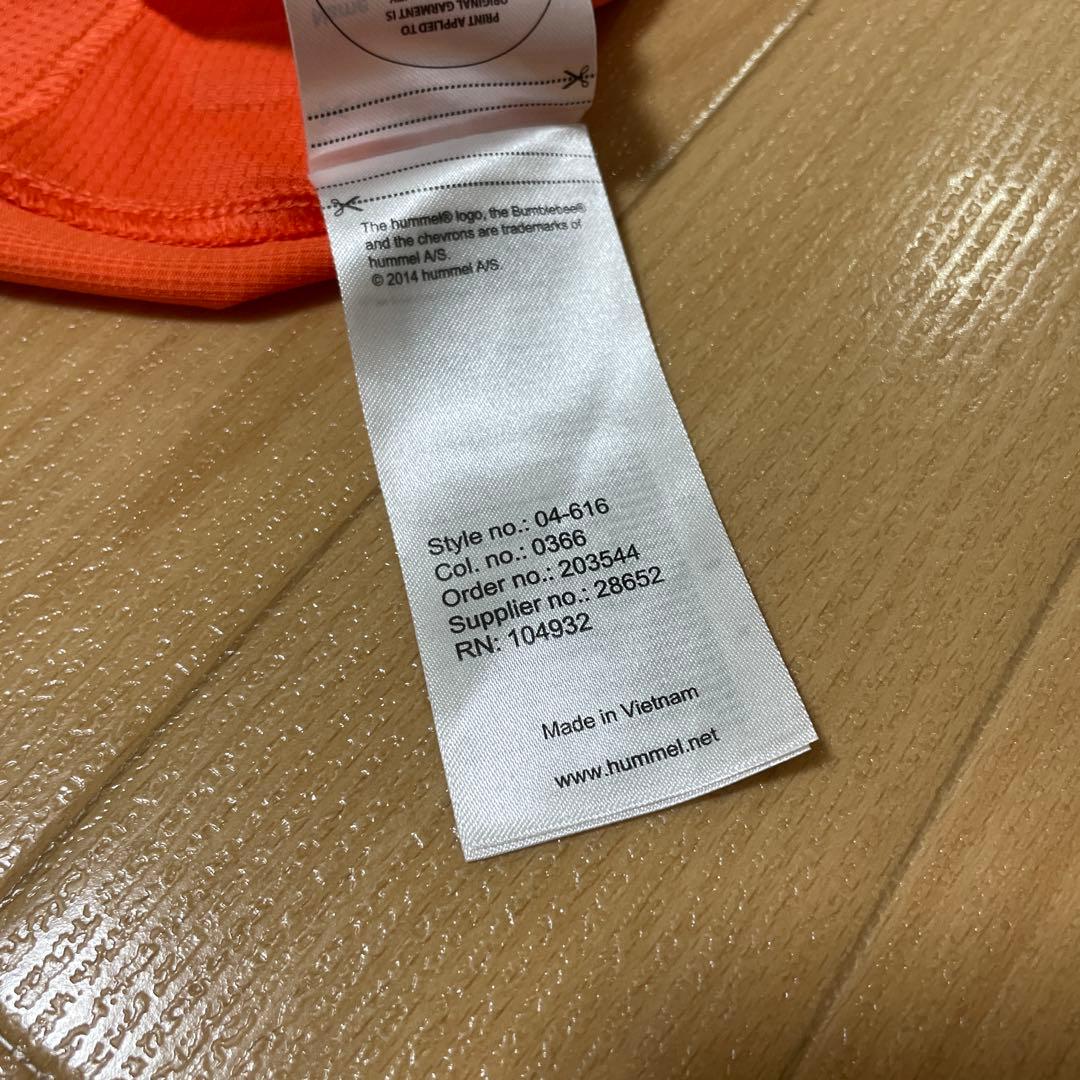 PRINT APPLIED TO
ORIGINAL GARMENT IS
The hummel® logo, the Bumblebee®
and the chevrons are trademarks of
hummel A/S.
© 2014 hummel A/S.
Style no.: 04-616
Col. no.: 0366
Order no.: 203544
Supplier no.: 28652
RN: 104932
Made in Vietnam
www.hummel.net